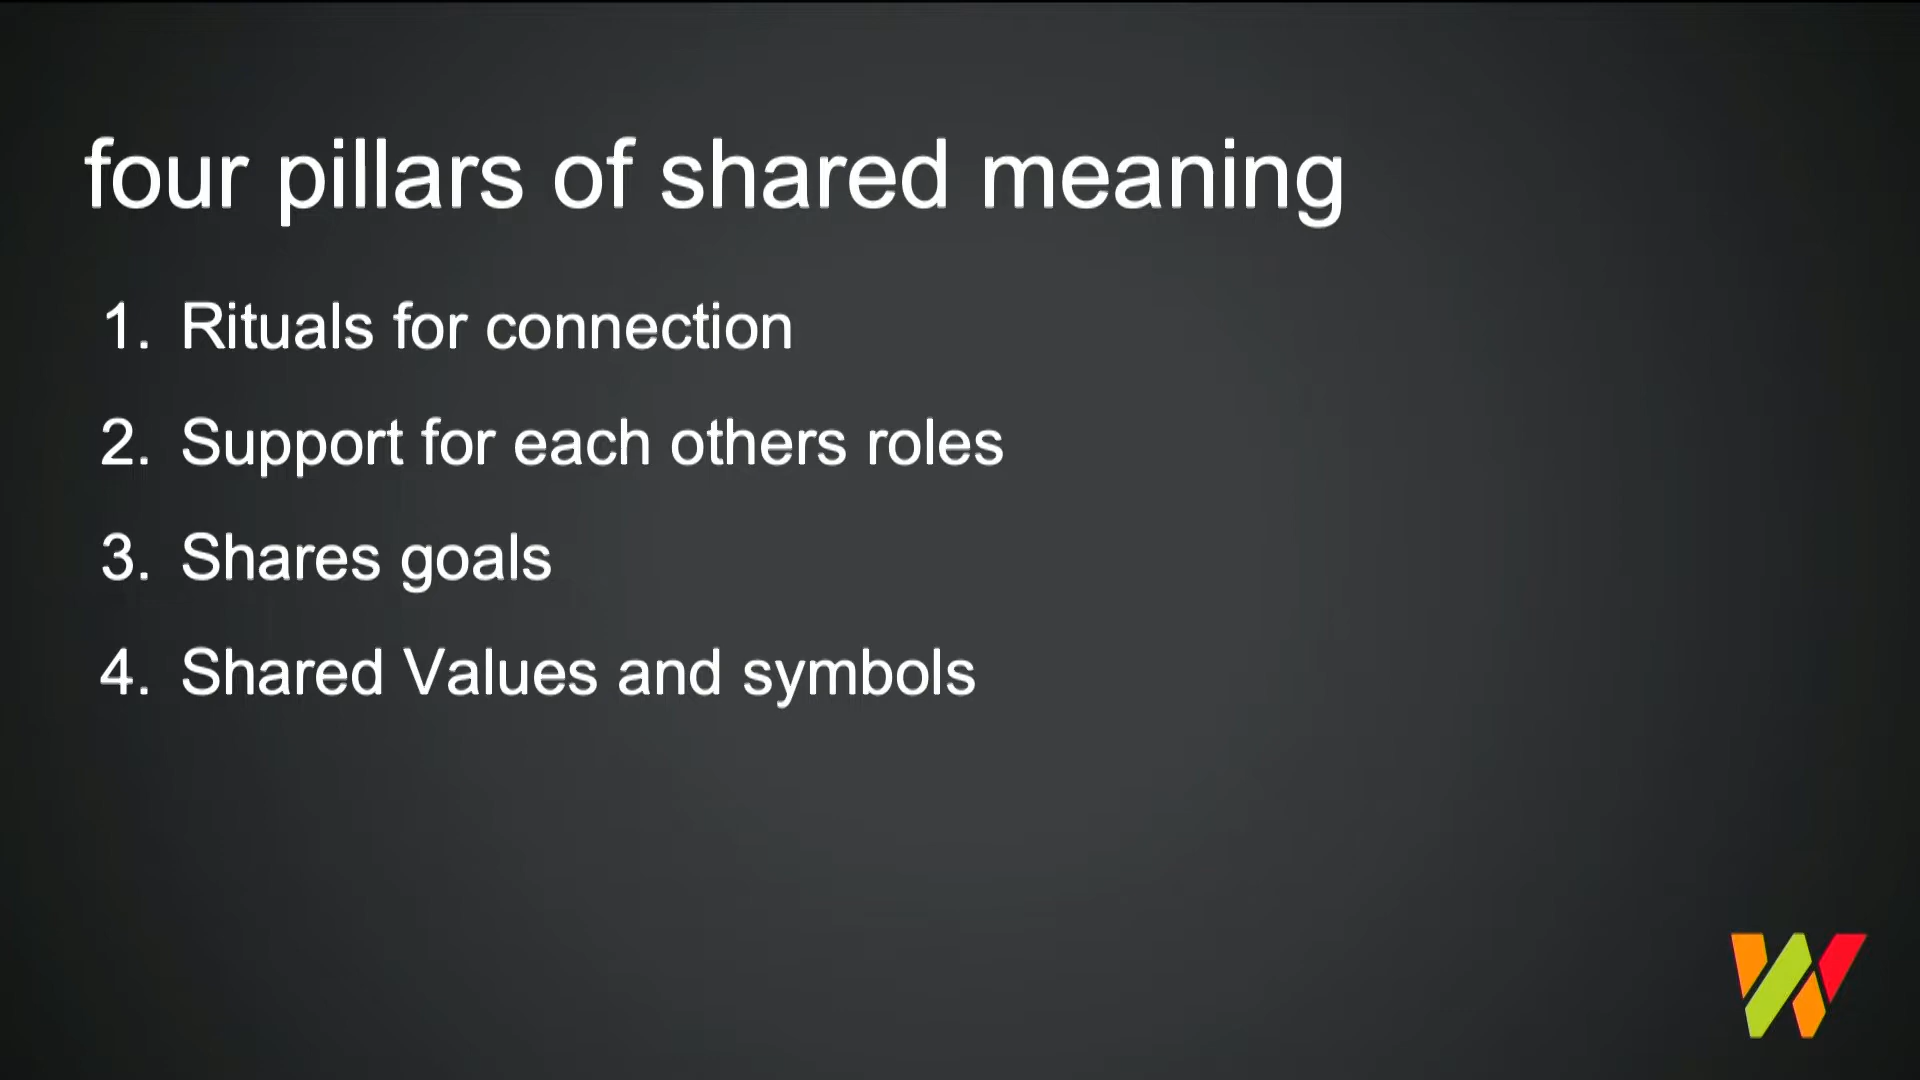 four pillars of shared meaning
1. Rituals for connection
2. Support for each others roles
3. Shares goals
4. Shared Values and symbols